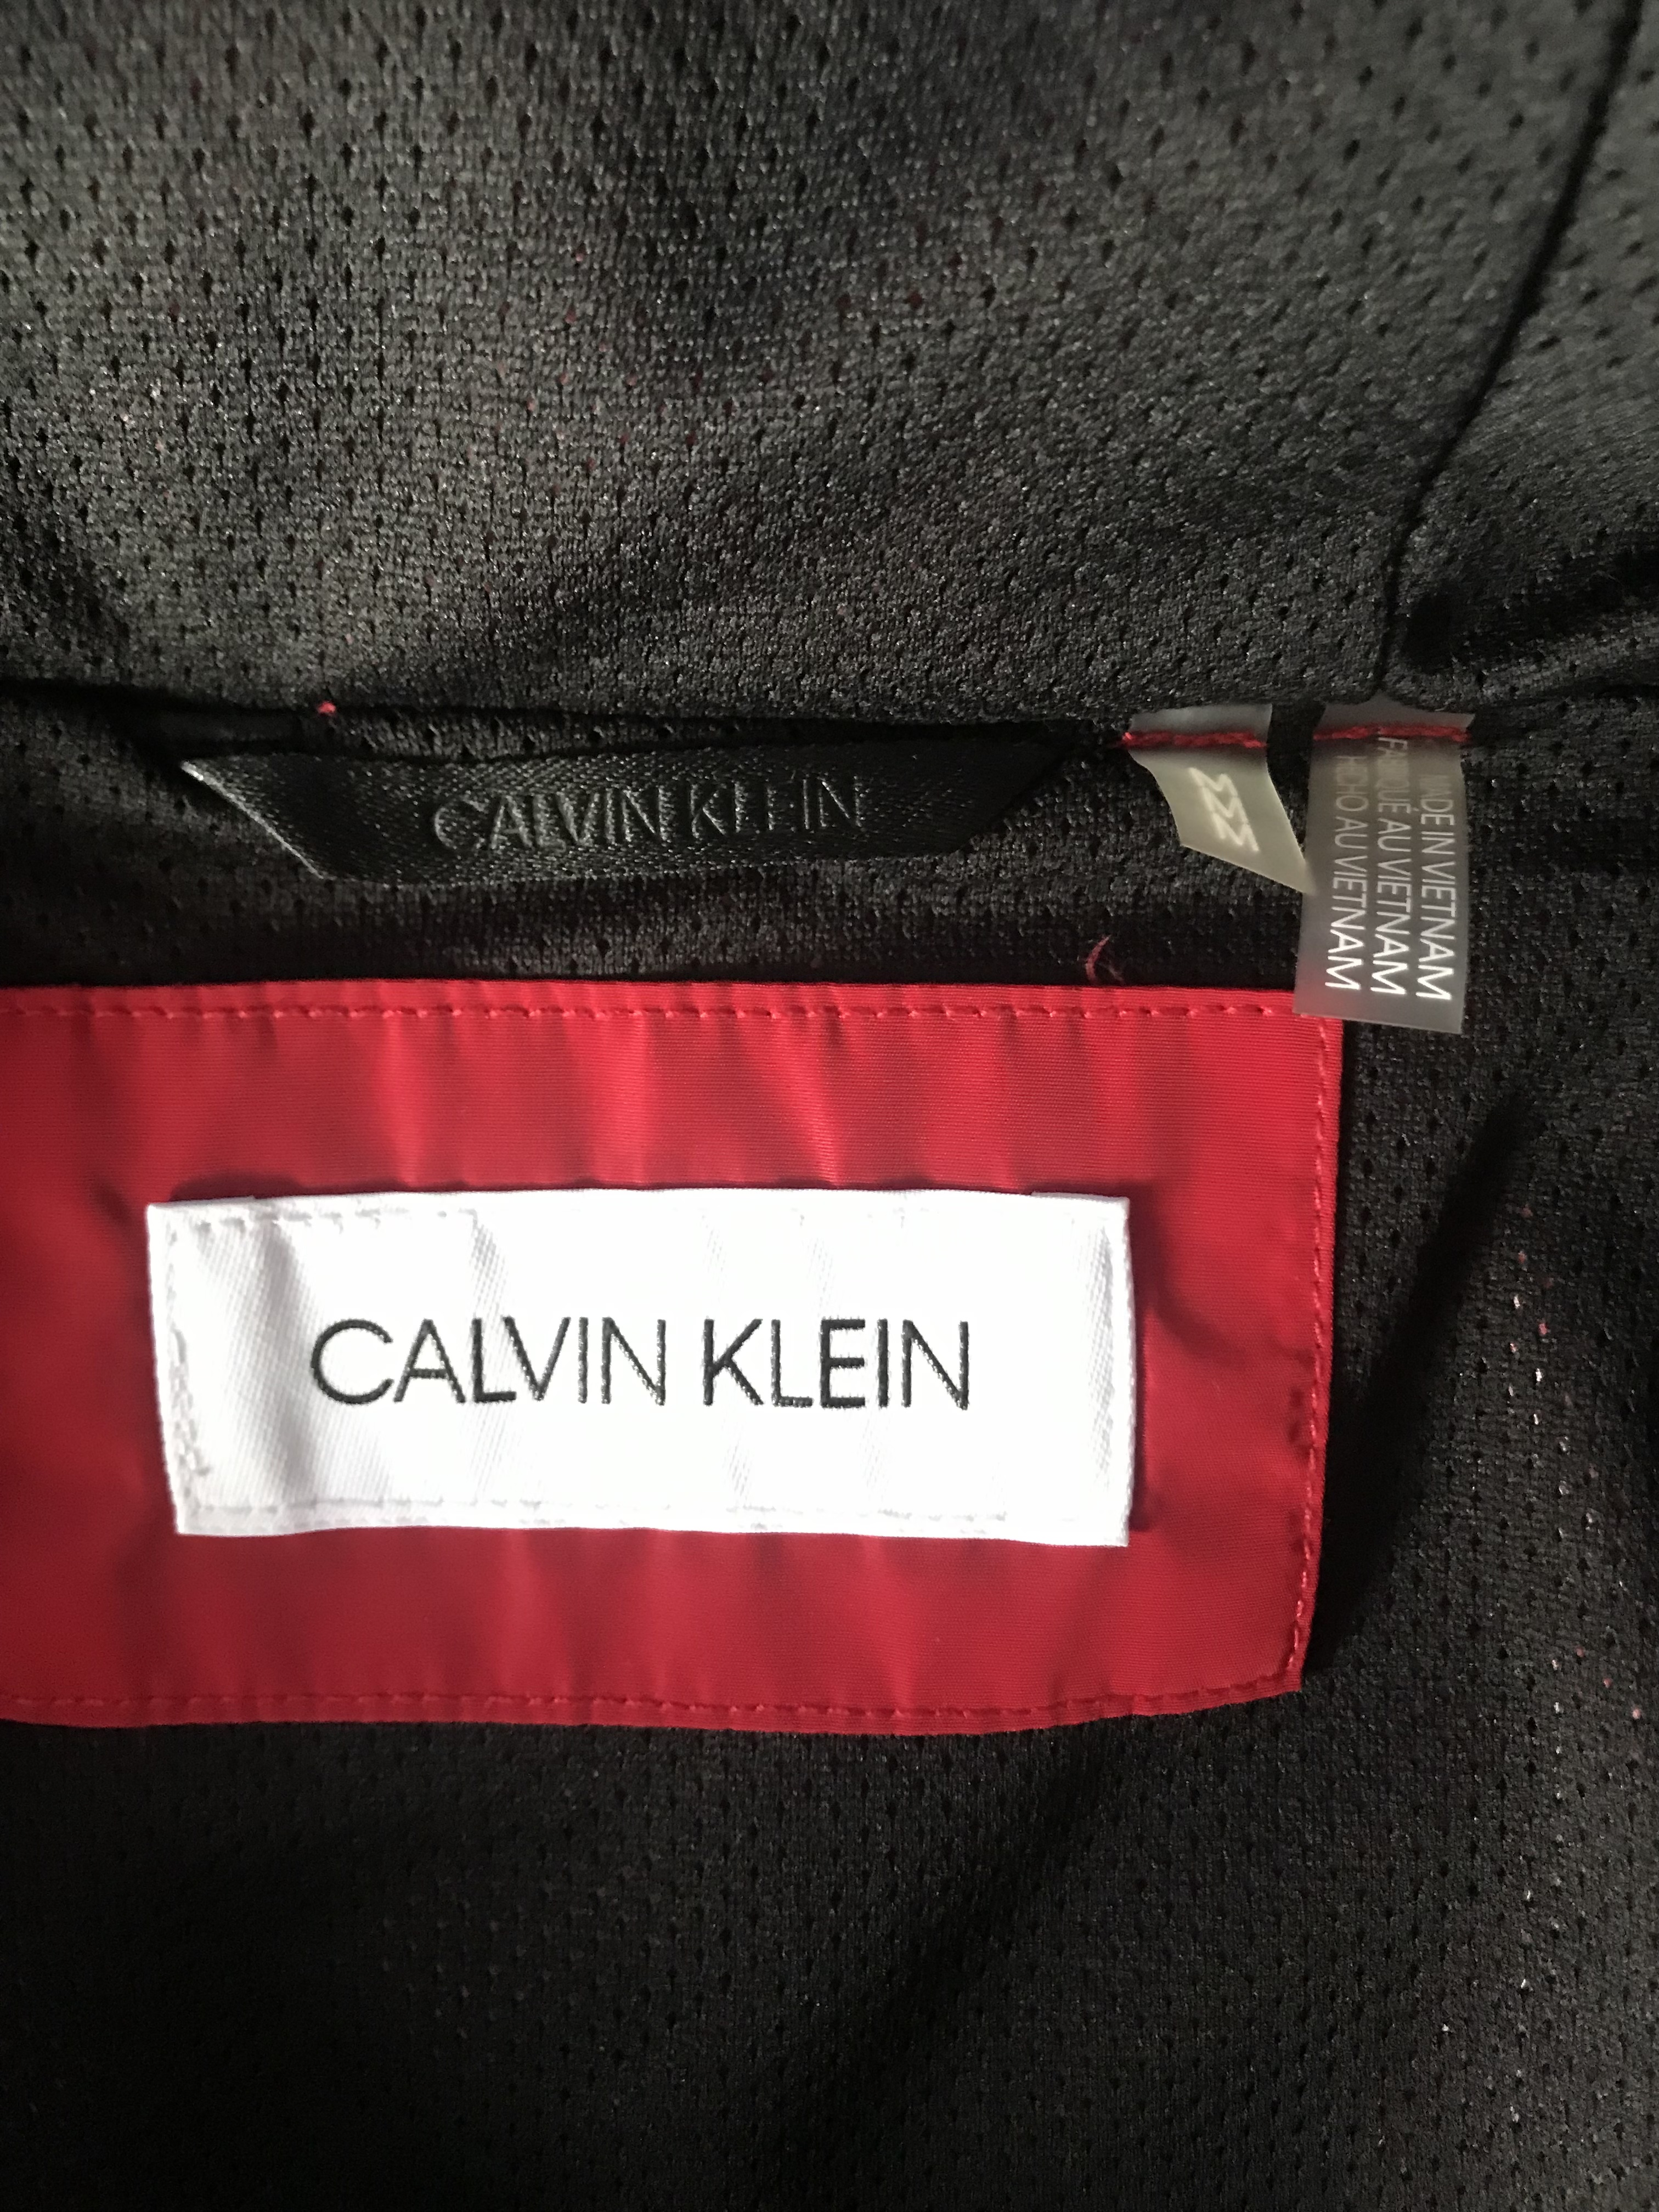 CALVIN KLEIN
MADE IN VIETNAM
FABRIQUÉ AU VIETNAM
HECHO AU VIETNAM
CALVIN KLEIN